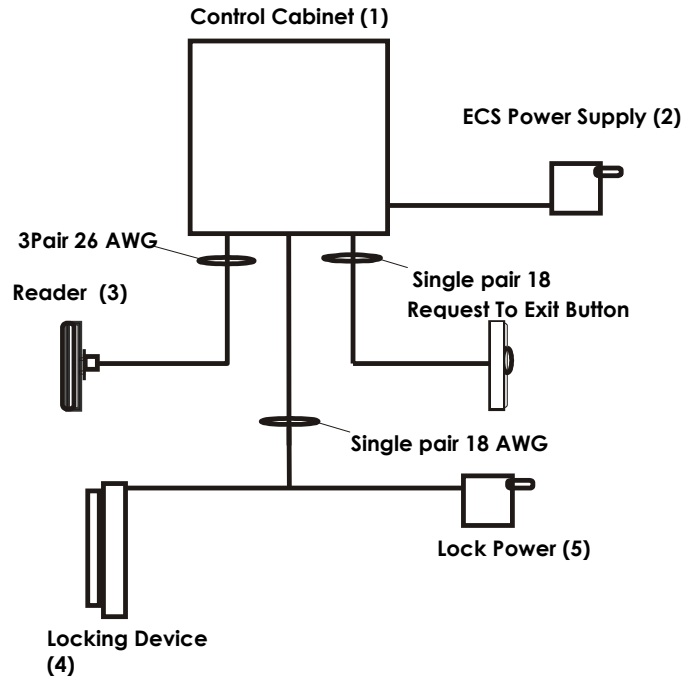 Control Cabinet (1)
ECS Power Supply (2)
3Pair 26 AWG
Single pair 18
Reader (3)
Request To Exit Button
Single pair 18 AWG
Lock Power (5)
Locking Device
(4)